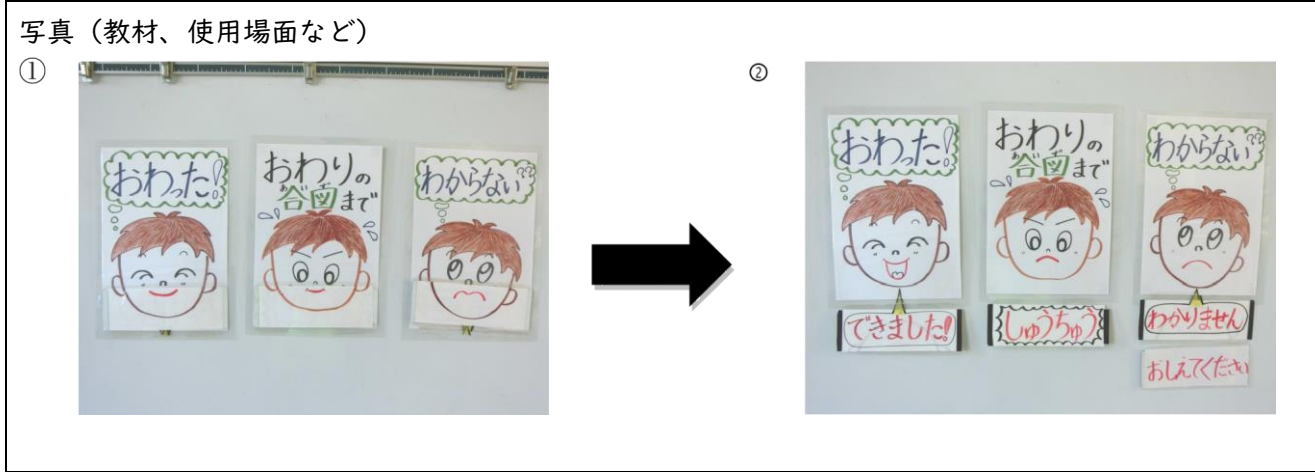 写真（教材、使用場面など）
①
おわった!
おわりの
合図まで
わからない??
②
おわった!
おわりの
合図まで
わからない??
できました!
しゅうちゅう
わかりません
おしえてください